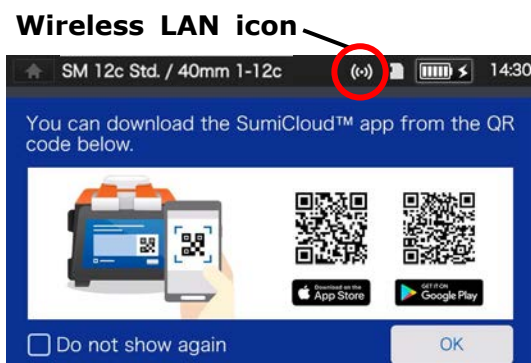 Wireless LAN icon
SM 12c Std. / 40mm 1-12c 14:30
You can download the SumiCloud™ app from the QR
code below.
Download on the
App Store
GET IT ON
Google Play
Do not show again
OK